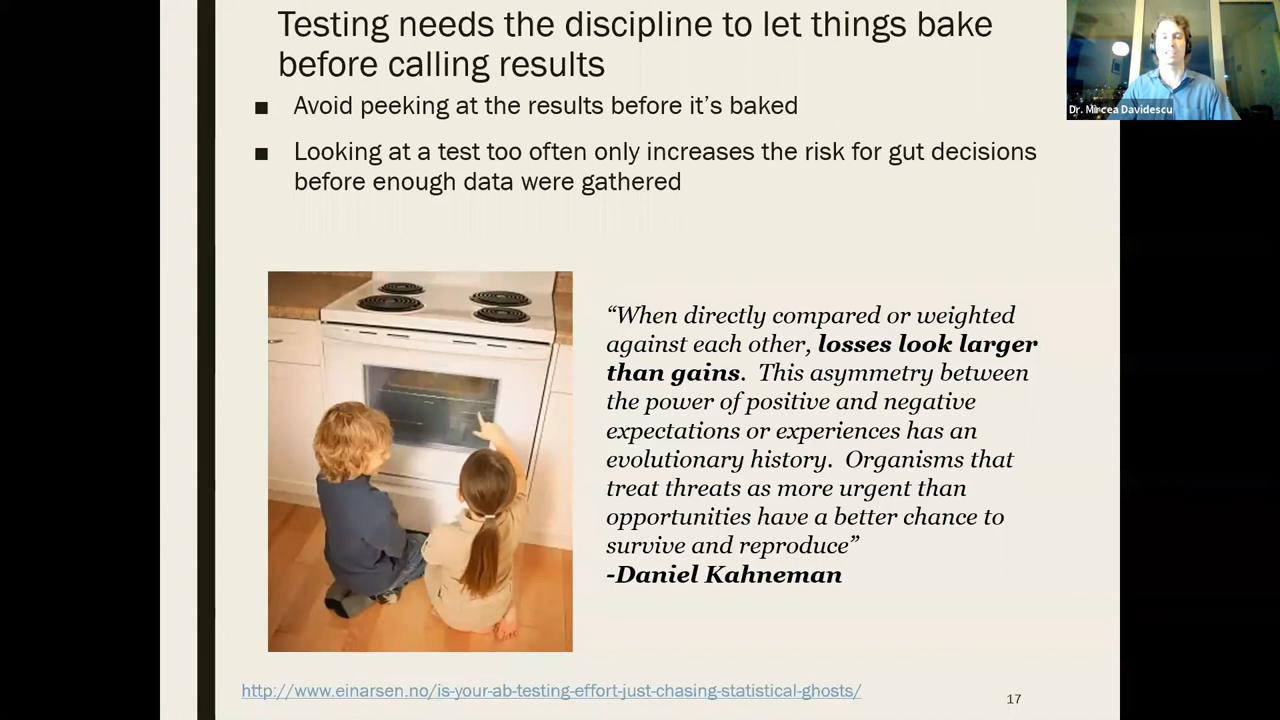 Testing needs the discipline to let things bake
before calling results
■ Avoid peeking at the results before it’s baked
■ Looking at a test too often only increases the risk for gut decisions
before enough data were gathered
Dr. Mircea Davidescu
“When directly compared or weighted
against each other, losses look larger
than gains.  This asymmetry between
the power of positive and negative
expectations or experiences has an
evolutionary history.  Organisms that
treat threats as more urgent than
opportunities have a better chance to
survive and reproduce”
-Daniel Kahneman
http://www.einarsen.no/is-your-ab-testing-effort-just-chasing-statistical-ghosts/
17